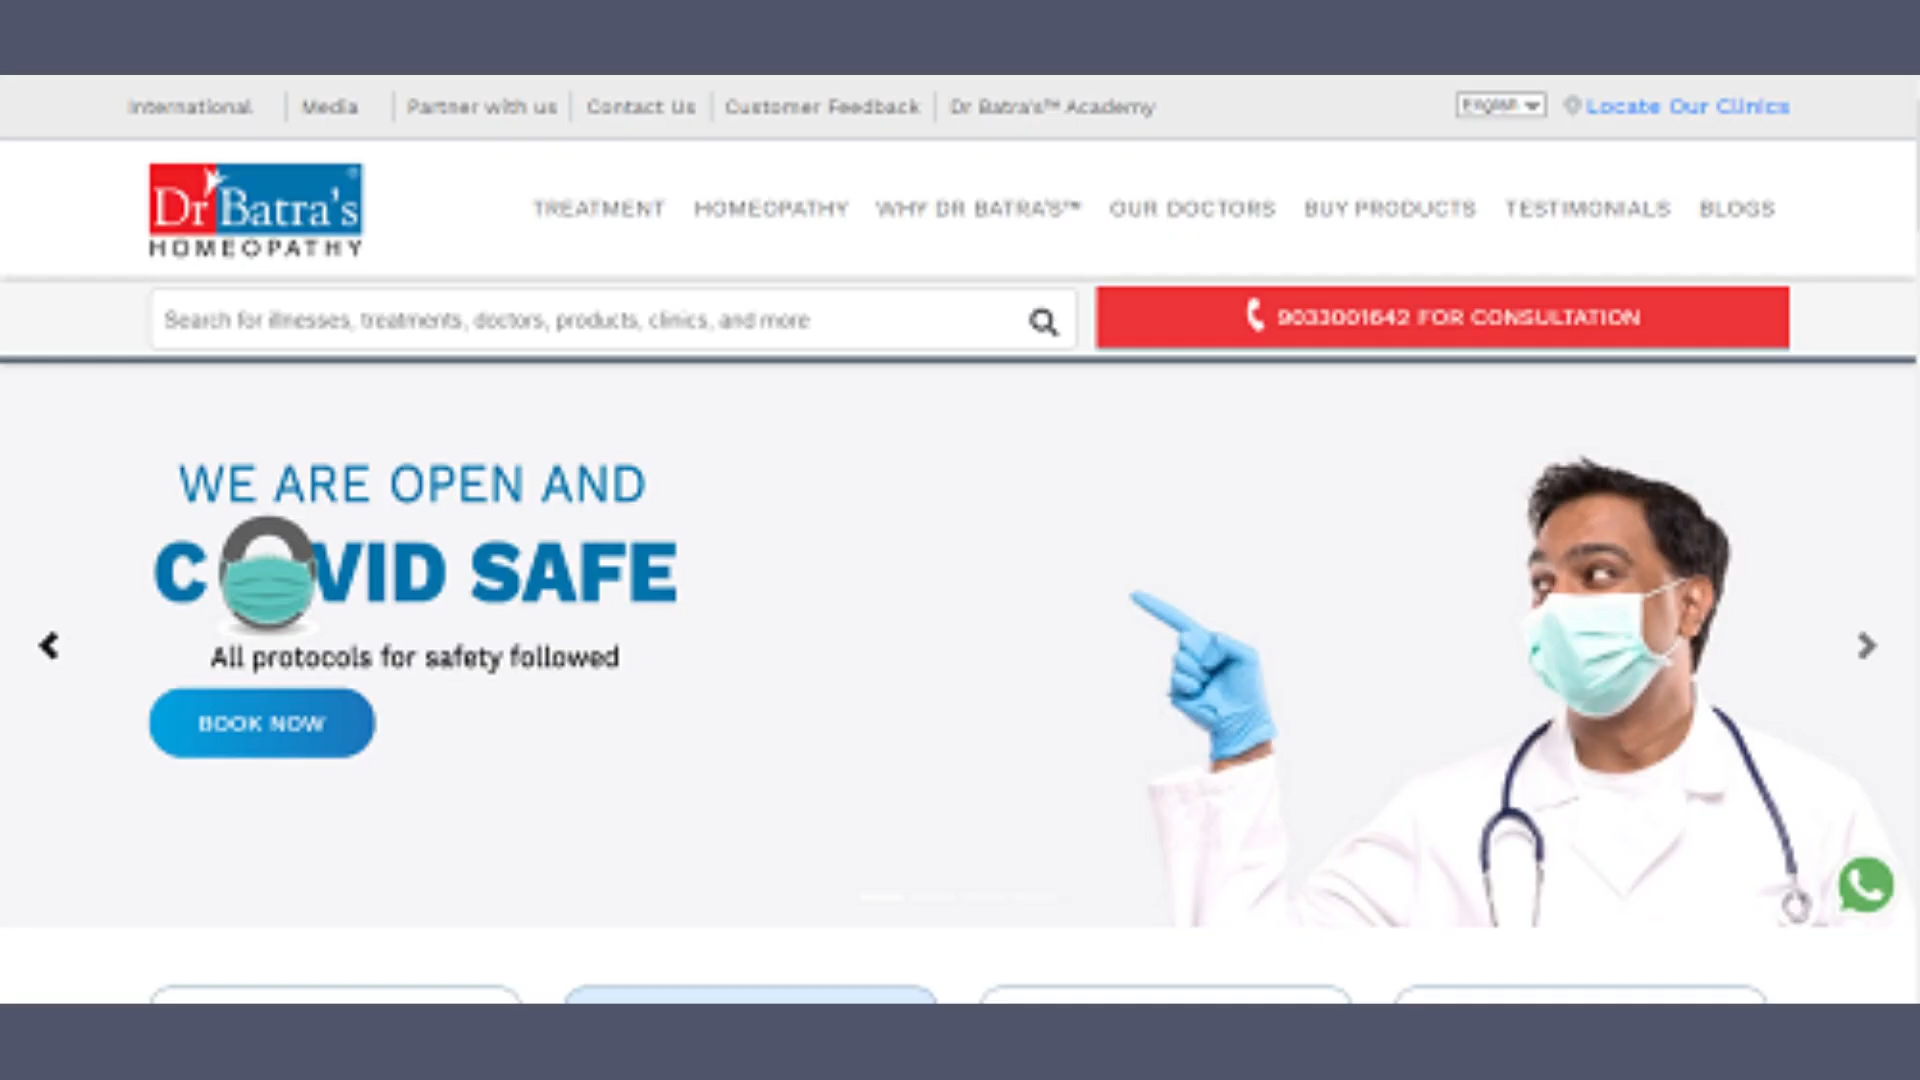 International Media Partner with us Contact Us Customer Feedback Dr Batra's™ Academy English Locate Our Clinics
Dr Batra's ®
HOMEOPATHY
TREATMENT HOMEOPATHY WHY DR BATRA'S™ OUR DOCTORS BUY PRODUCTS TESTIMONIALS BLOGS
Search for illnesses, treatments, doctors, products, clinics, and more
9033001642 FOR CONSULTATION
WE ARE OPEN AND
COVID SAFE
All protocols for safety followed
BOOK NOW